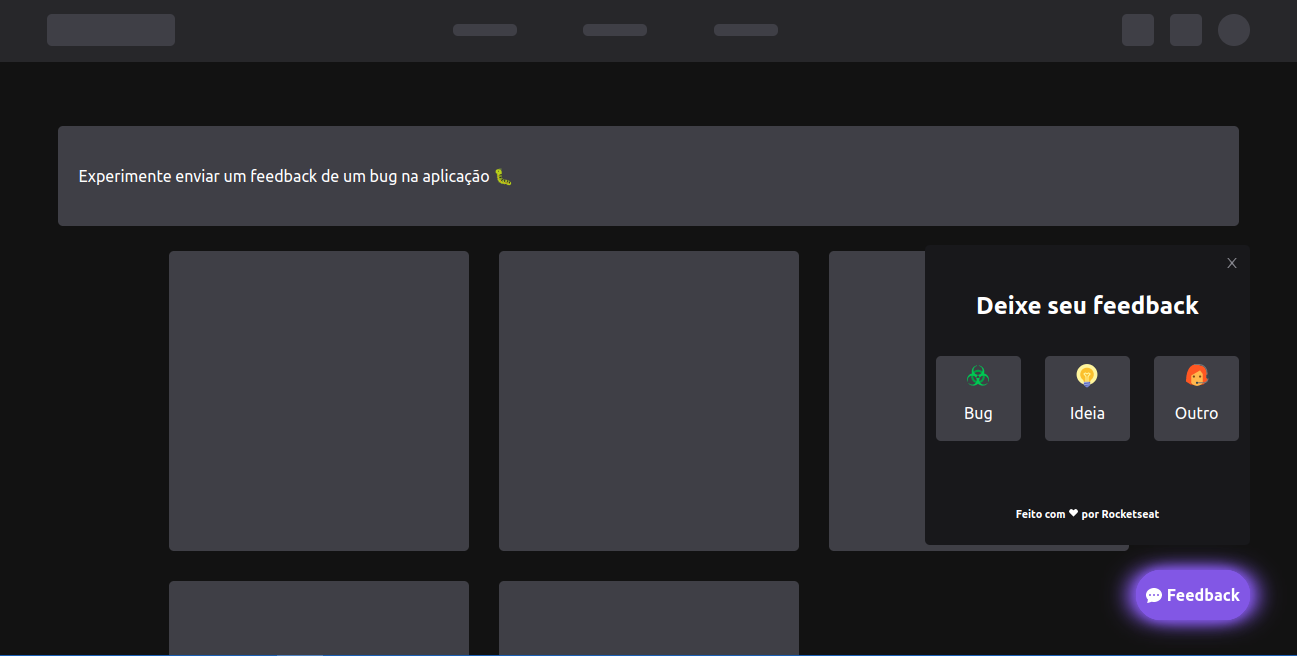 Experimente enviar um feedback de um bug na aplicação 🐛
X
Deixe seu feedback
Bug
Ideia
Outro
Feito com ❤ por Rocketseat
Feedback